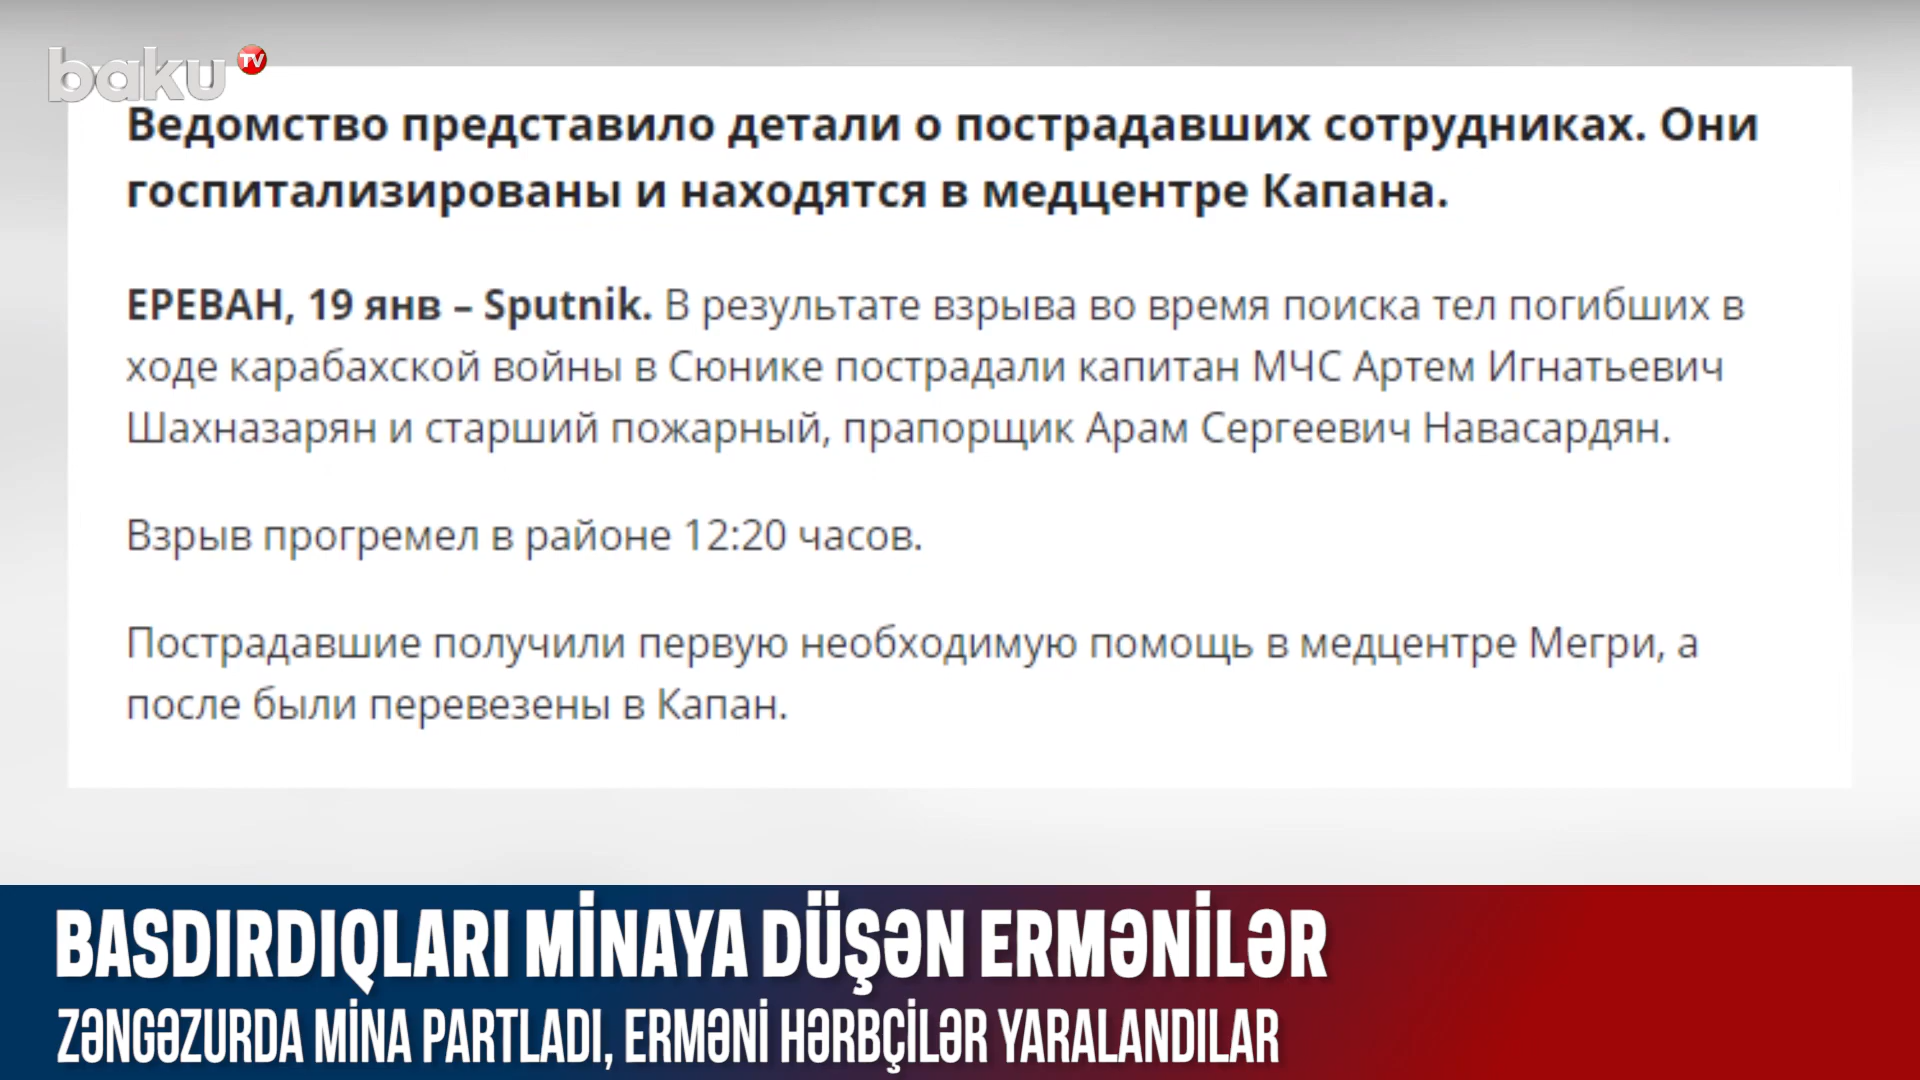 baku TV
Ведомство представило детали о пострадавших сотрудниках. Они
госпитализированы и находятся в медцентре Капана.
ЕРЕВАН, 19 янв – Sputnik. В результате взрыва во время поиска тел погибших в
ходе карабахской войны в Сюнике пострадали капитан МЧС Артем Игнатьевич
Шахназарян и старший пожарный, прапорщик Арам Сергеевич Навасардян.
Взрыв прогремел в районе 12:20 часов.
Пострадавшие получили первую необходимую помощь в медцентре Мегри, а
после были перевезены в Капан.
BASDIRDIQLARI MİNAYA DÜŞƏN ERMƏNİLƏR
ZƏNGƏZURDA MİNA PARTLADI, ERMƏNİ HƏRBÇİLƏR YARALANDILAR